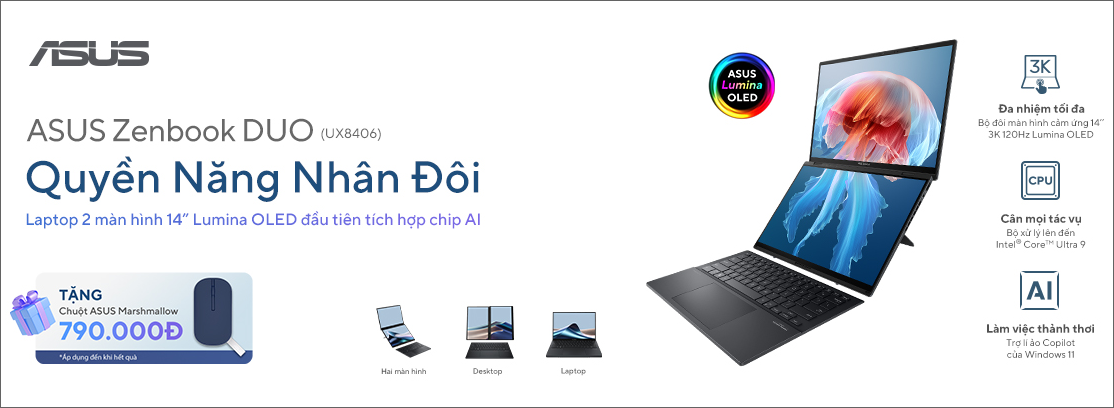 ASUS
ASUS Zenbook DUO (UX8406)
Quyền Năng Nhân Đôi
Laptop 2 màn hình 14” Lumina OLED đầu tiên tích hợp chip AI
TẶNG
Chuột ASUS Marshmallow
790.000Đ
*Áp dụng đến khi hết quà
Hai màn hình
Desktop
Laptop
ASUS
Lumina
OLED
3K
Đa nhiệm tối đa
Bộ đôi màn hình cảm ứng 14”
3K 120Hz Lumina OLED
CPU
Cân mọi tác vụ
Bộ xử lý lên đến
Intel® Core™ Ultra 9
AI
Làm việc thảnh thơi
Trợ lí ảo Copilot
của Windows 11